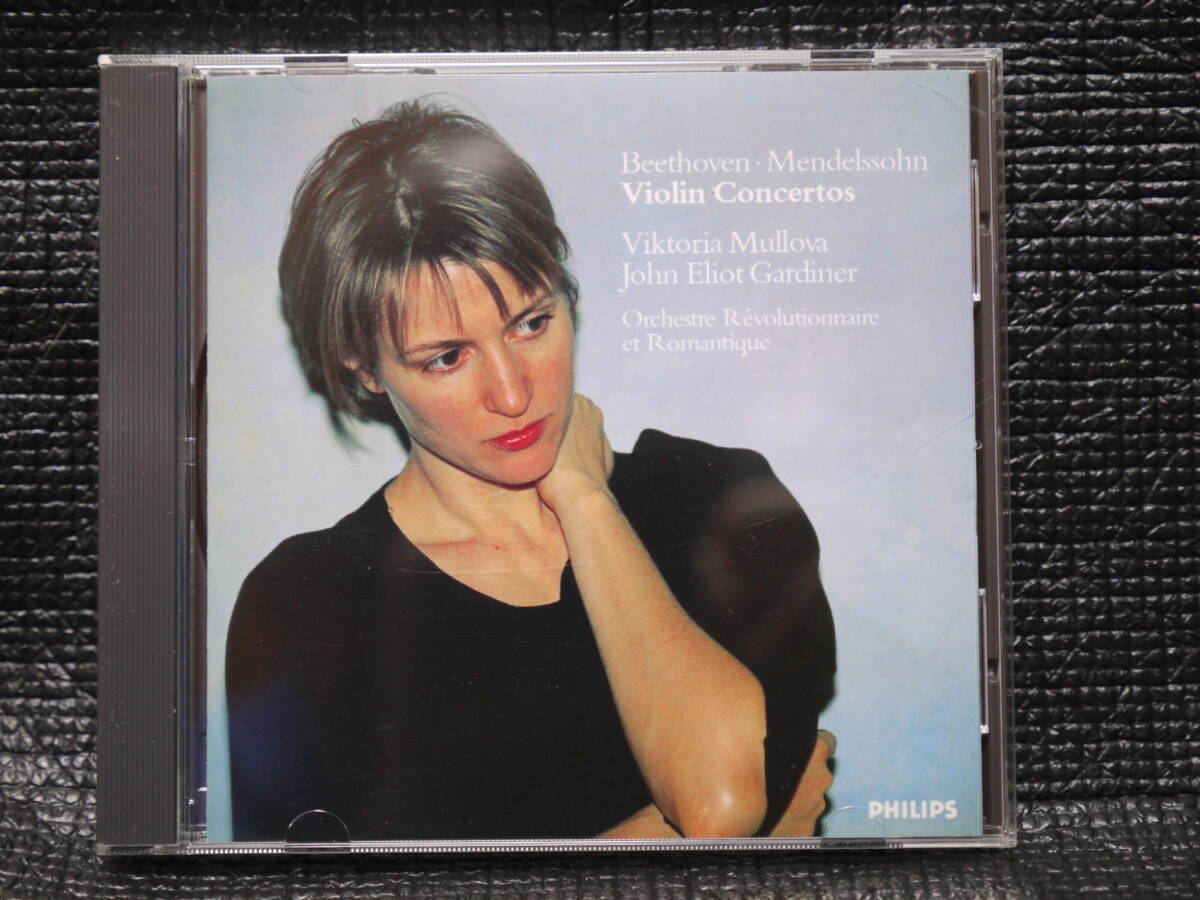 Beethoven · Mendelssohn
Violin Concertos
Viktoria Mullova
John Eliot Gardiner
Orchestre Révolutionnaire
et Romantique
PHILIPS